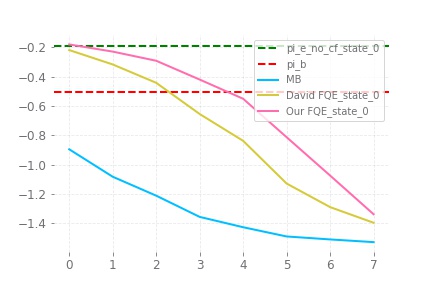 −0.2
−0.4
−0.6
−0.8
−1.0
−1.2
−1.4
pi_e_no_cf_state_0
pi_b
MB
David FQE_state_0
Our FQE_state_0
0 1 2 3 4 5 6 7